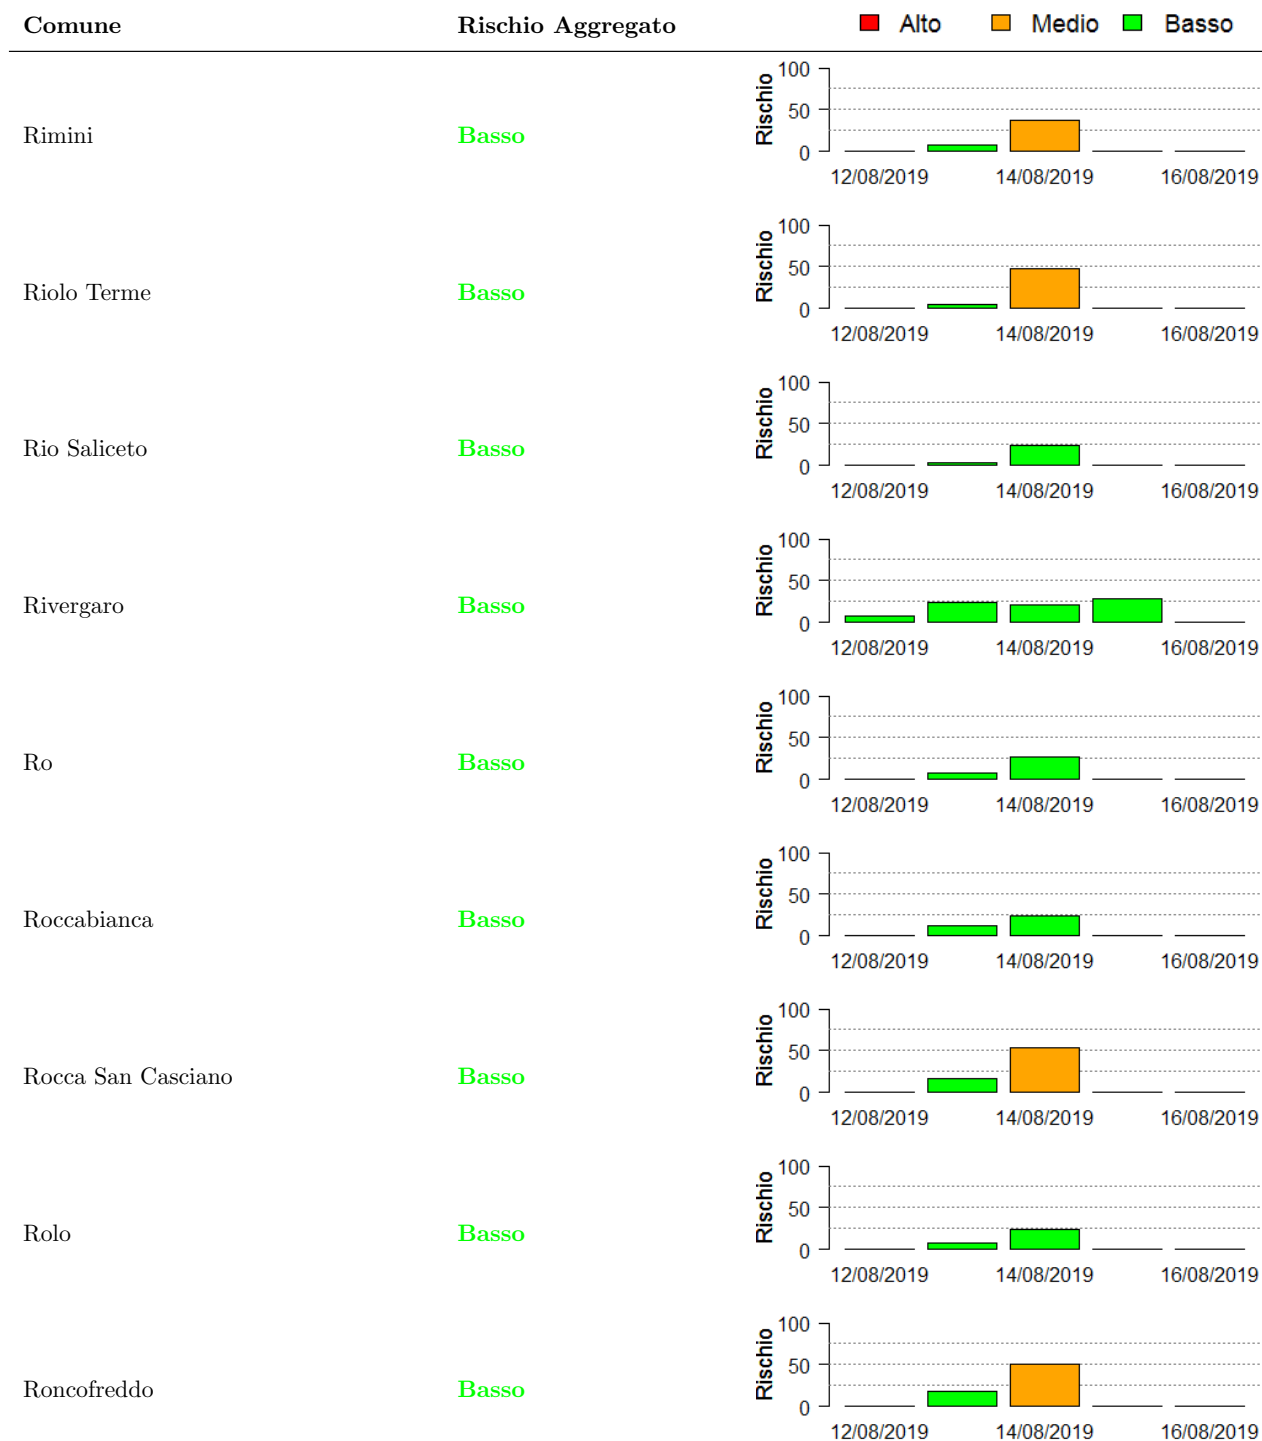 Comune Rischio Aggregato Alto Medio Basso
Rimini Basso
Rischio
100
50
0
12/08/2019 14/08/2019 16/08/2019
Riolo Terme Basso
Rischio
100
50
0
12/08/2019 14/08/2019 16/08/2019
Rio Saliceto Basso
Rischio
100
50
0
12/08/2019 14/08/2019 16/08/2019
Rivergaro Basso
Rischio
100
50
0
12/08/2019 14/08/2019 16/08/2019
Ro Basso
Rischio
100
50
0
12/08/2019 14/08/2019 16/08/2019
Roccabianca Basso
Rischio
100
50
0
12/08/2019 14/08/2019 16/08/2019
Rocca San Casciano Basso
Rischio
100
50
0
12/08/2019 14/08/2019 16/08/2019
Rolo Basso
Rischio
100
50
0
12/08/2019 14/08/2019 16/08/2019
Roncofreddo Basso
Rischio
100
50
0
12/08/2019 14/08/2019 16/08/2019